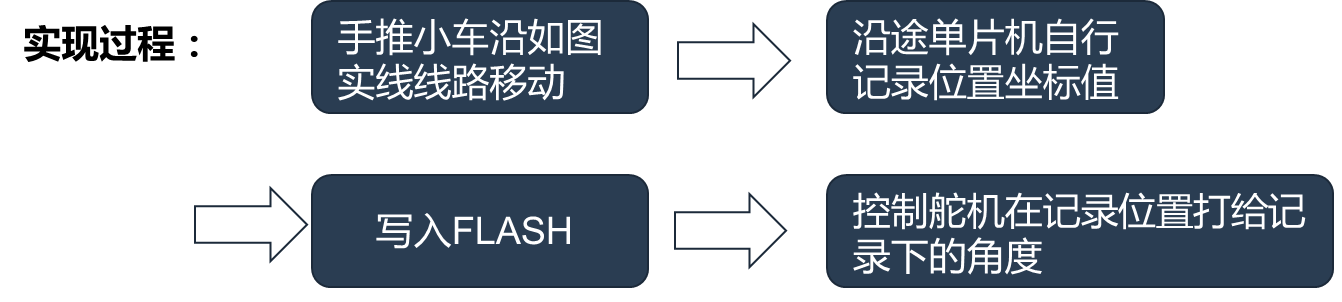 实现过程：
手推小车沿如图
实线线路移动
沿途单片机自行
记录位置坐标值
写入FLASH
控制舵机在记录位置打给记
录下的角度